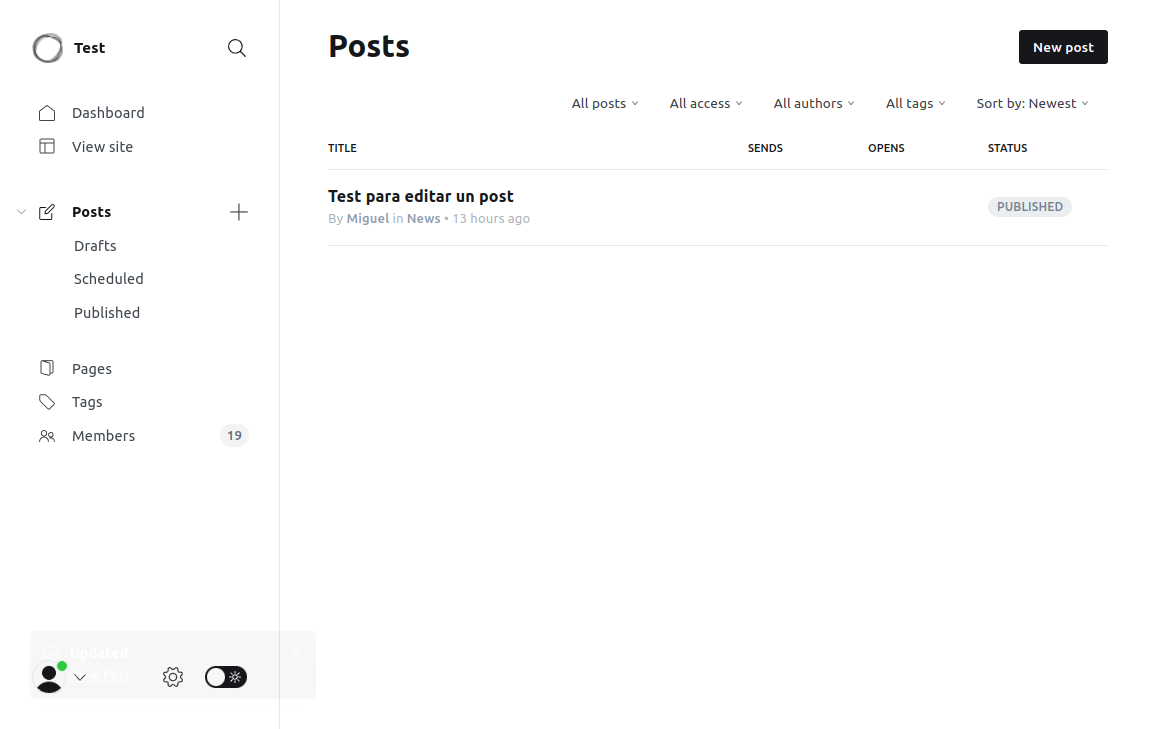 Test
Dashboard
View site
Posts
Drafts
Scheduled
Published
Pages
Tags
Members 19
Updated
Post
Posts
New post
All posts All access All authors All tags Sort by: Newest
TITLE SENDS OPENS STATUS
Test para editar un post
By Miguel in News • 13 hours ago
PUBLISHED